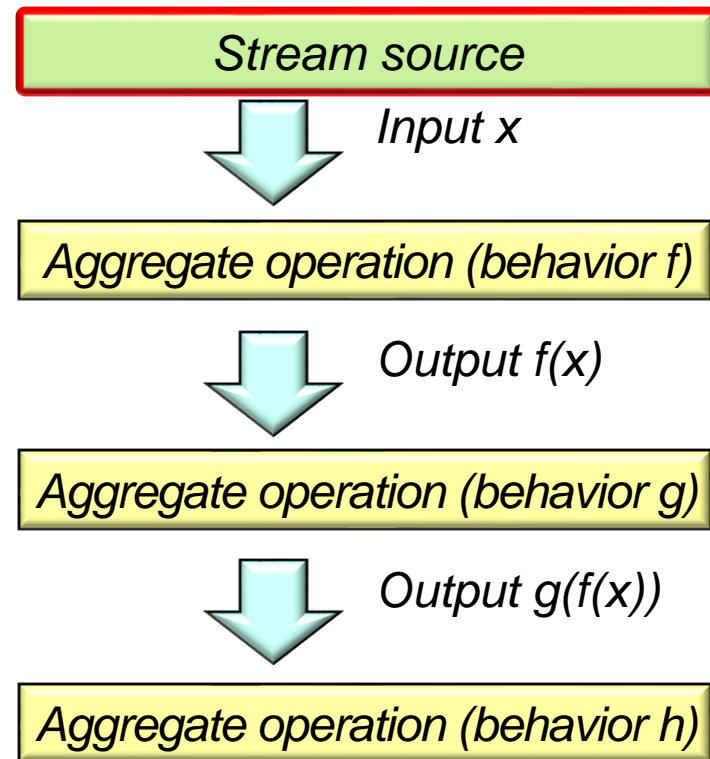 Stream source
Input x
Aggregate operation (behavior f)
Output f(x)
Aggregate operation (behavior g)
Output g(f(x))
Aggregate operation (behavior h)